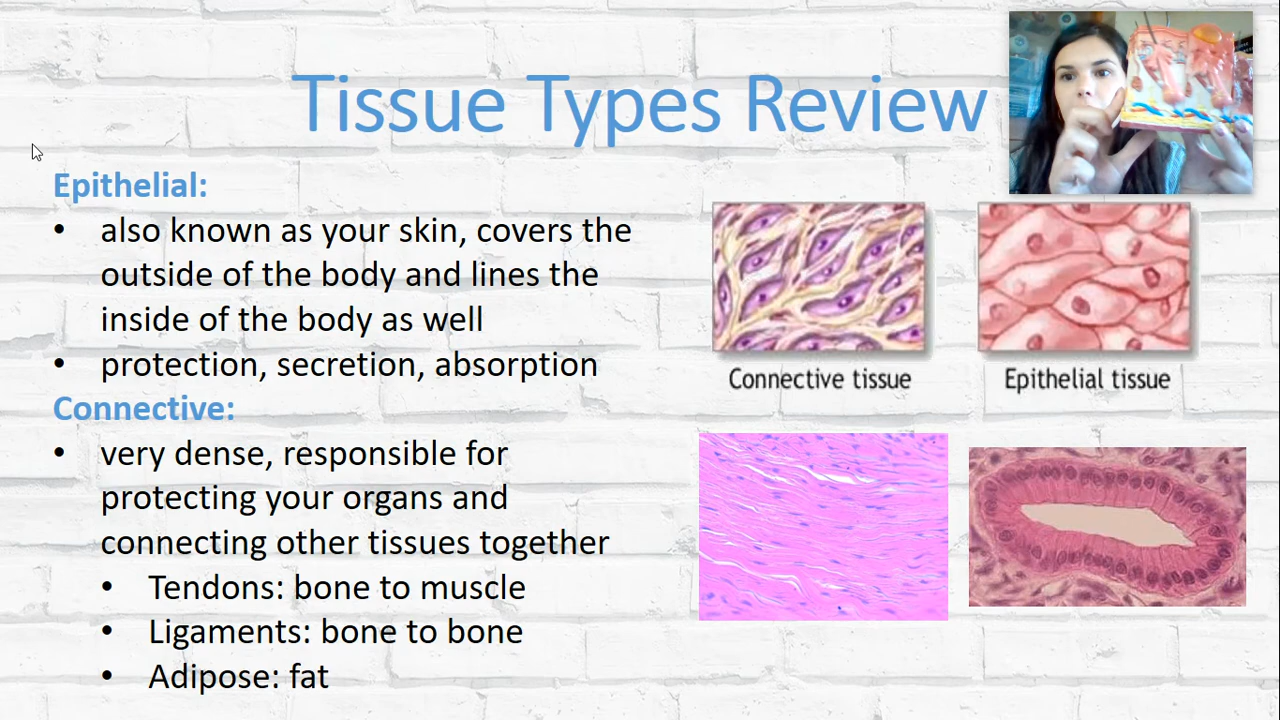 Tissue Types Review
Epithelial:
• also known as your skin, covers the
outside of the body and lines the
inside of the body as well
• protection, secretion, absorption
Connective:
• very dense, responsible for
protecting your organs and
connecting other tissues together
• Tendons: bone to muscle
• Ligaments: bone to bone
• Adipose: fat
Connective tissue
Epithelial tissue